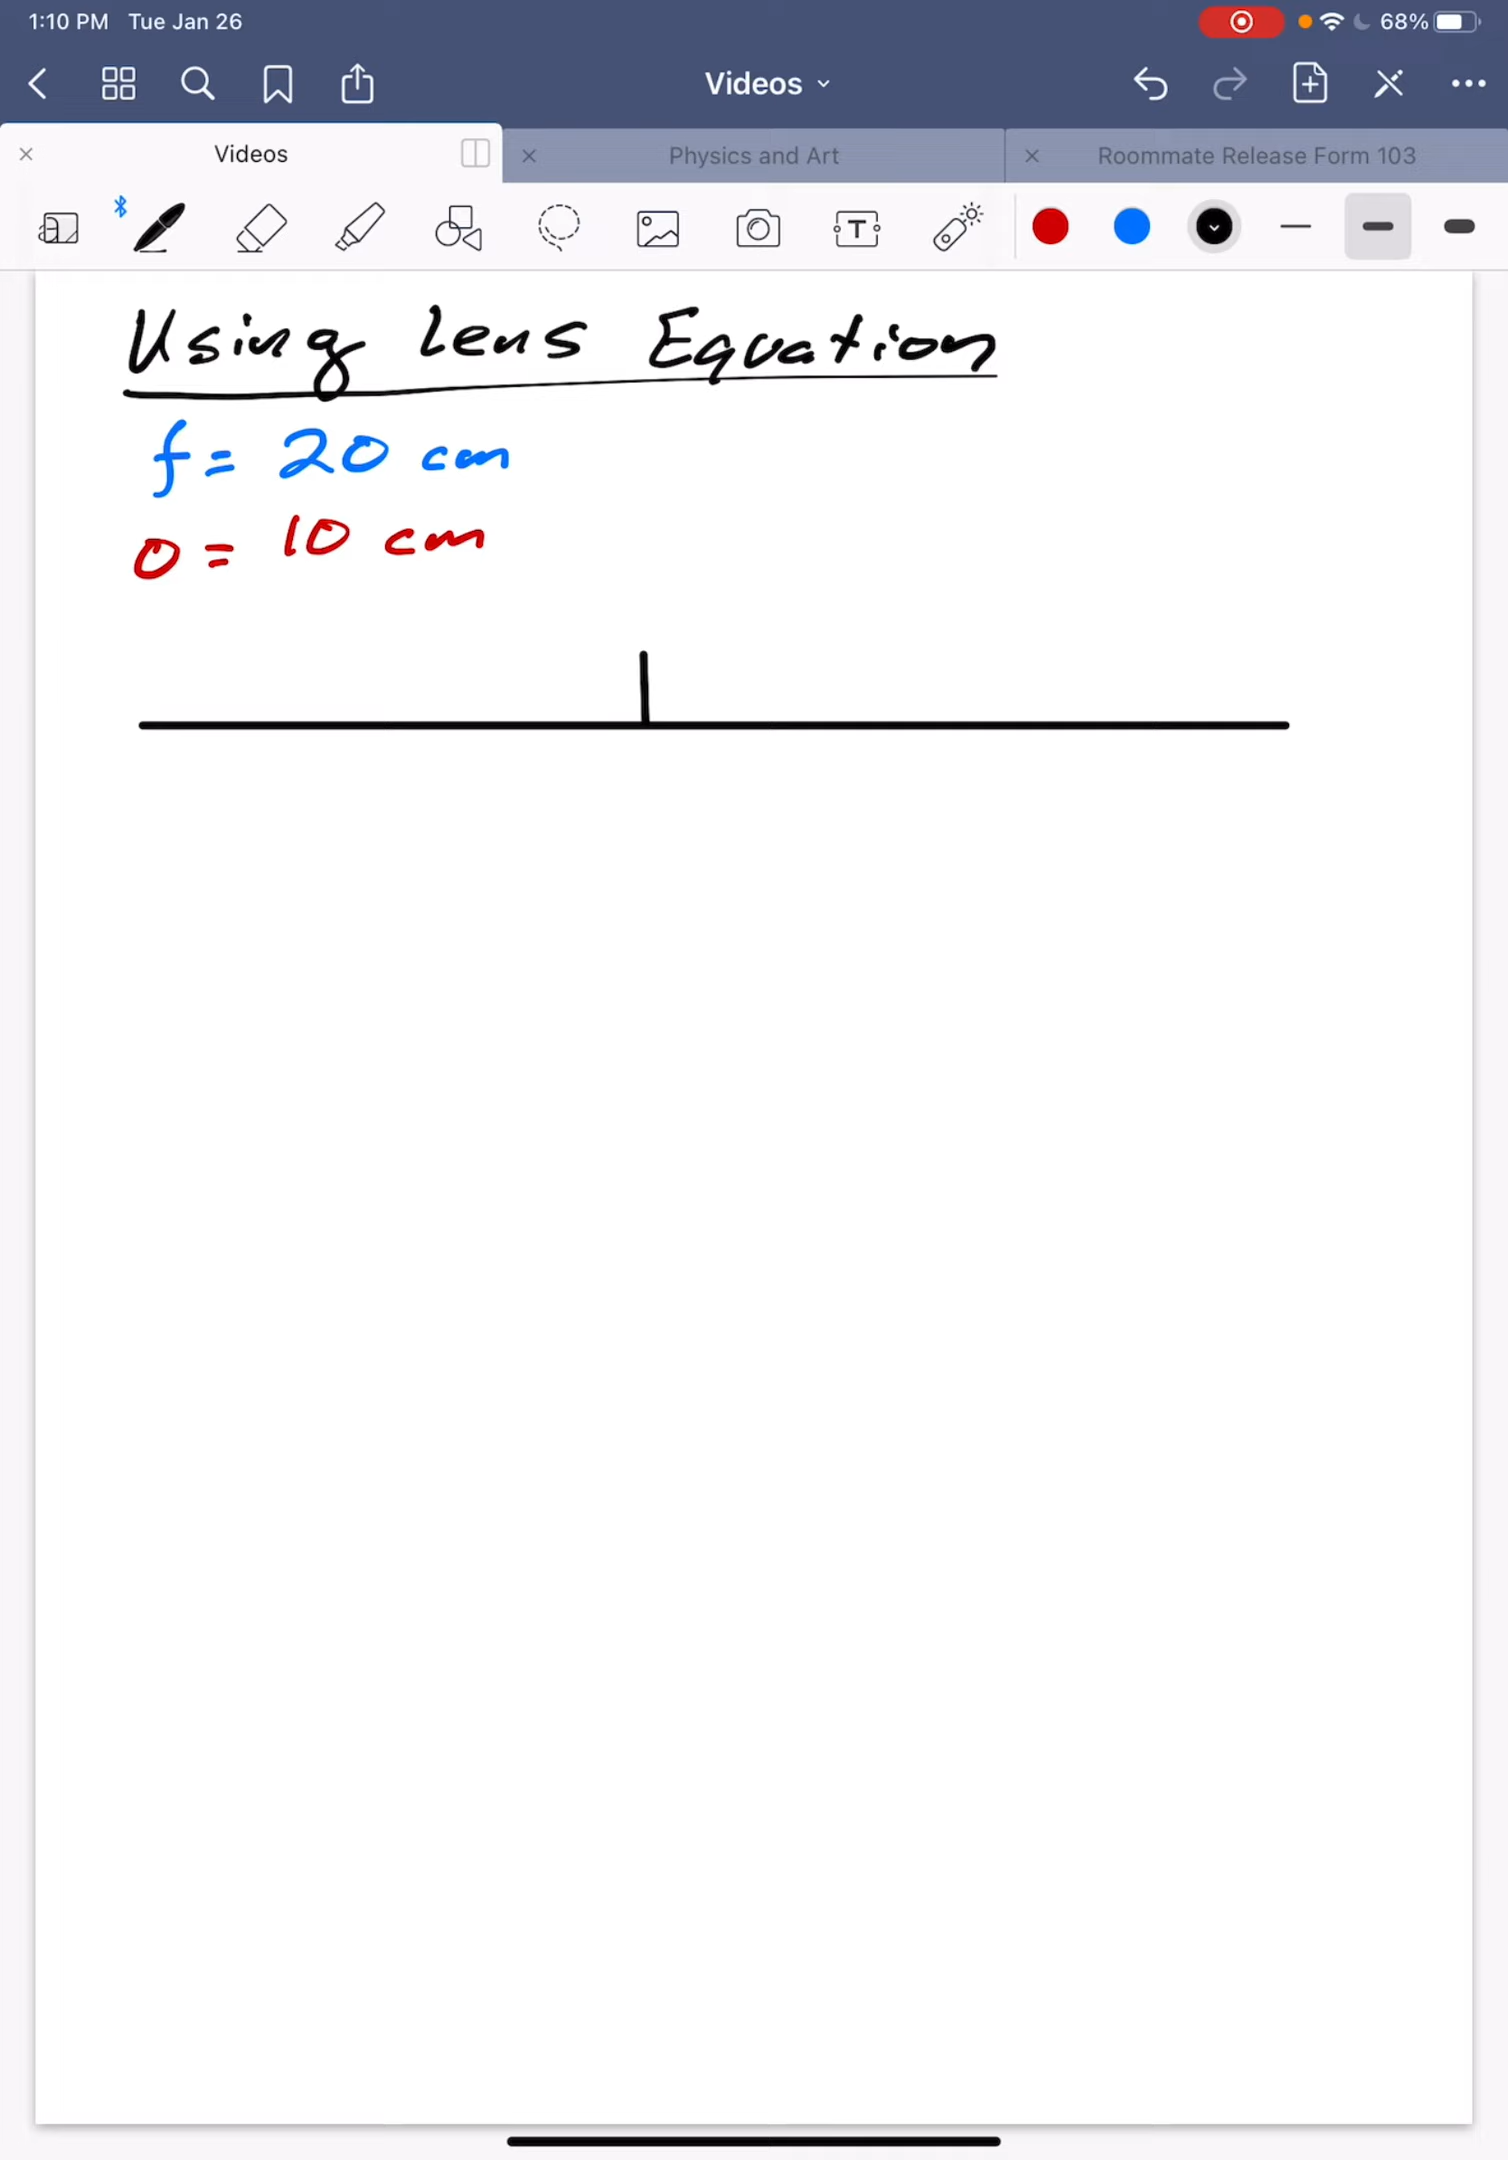 1:10 PM Tue Jan 26 68%
Videos
Videos Physics and Art Roommate Release Form 103
Using Lens Equation
f = 20 cm
o = 10 cm